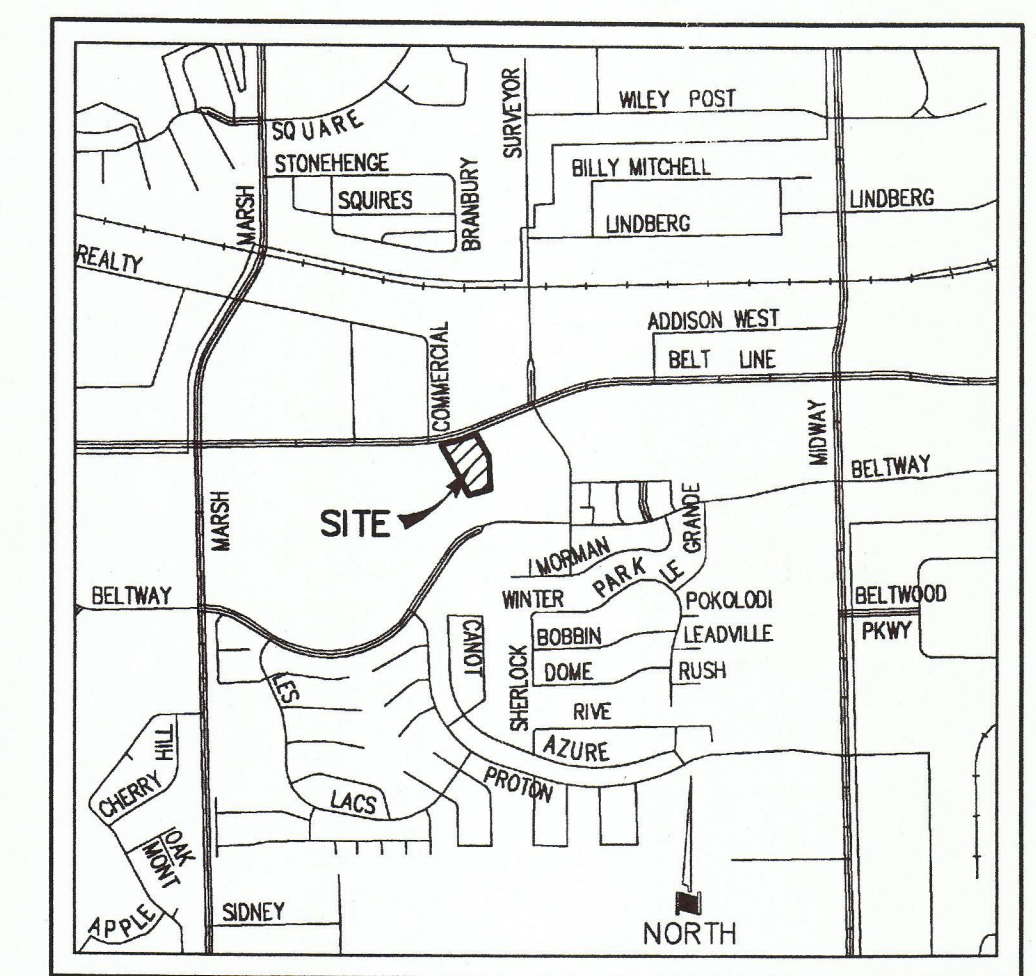 WILEY POST
SURVEYOR
SQUARE
STONEHENGE
BILLY MITCHELL
SQUIRES
BRANBURY
LINDBERG
LINDBERG
MARSH
REALTY
ADDISON WEST
COMMERCIAL
BELT LINE
MIDWAY
BELTWAY
MARSH
SITE
LE GRANDE
MORMAN
PARK
BELTWAY
WINTER
POKOLODI
BELTWOOD
PKWY
CANOT
BOBBIN
LEADVILLE
SHERLOCK
DOME
RUSH
LES
RIVE
HILL
AZURE
CHERRY
PROTON
LACS
OAK
MONT
APPLE
SIDNEY
NORTH